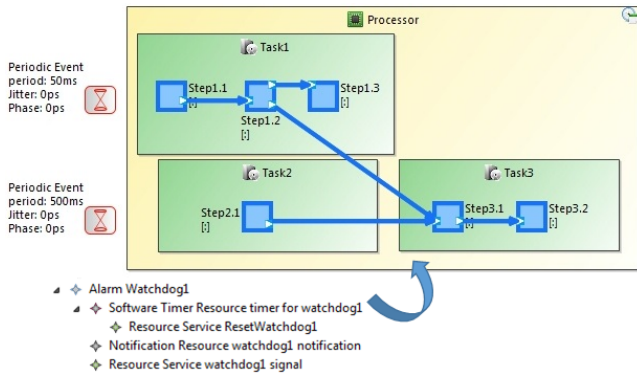 Processor
Task1
Periodic Event
period: 50ms
Jitter: 0ps
Phase: 0ps
Step1.1
[:]
Step1.2
[:]
Step1.3
[:]
Task2
Task3
Periodic Event
period: 500ms
Jitter: 0ps
Phase: 0ps
Step2.1
[:]
Step3.1
[:]
Step3.2
[:]
Alarm Watchdog1
Software Timer Resource timer for watchdog1
Resource Service ResetWatchdog1
Notification Resource watchdog1 notification
Resource Service watchdog1 signal